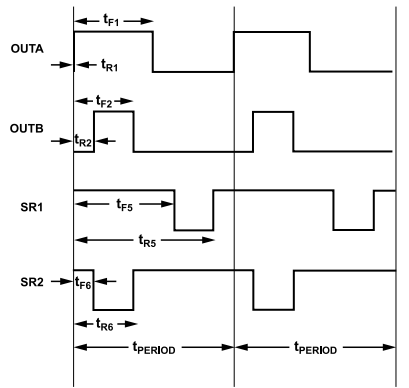 tF1
OUTA
tR1
tF2
OUTB
tR2
SR1
tF5
tR5
SR2
tF6
tR6
tPERIOD
tPERIOD